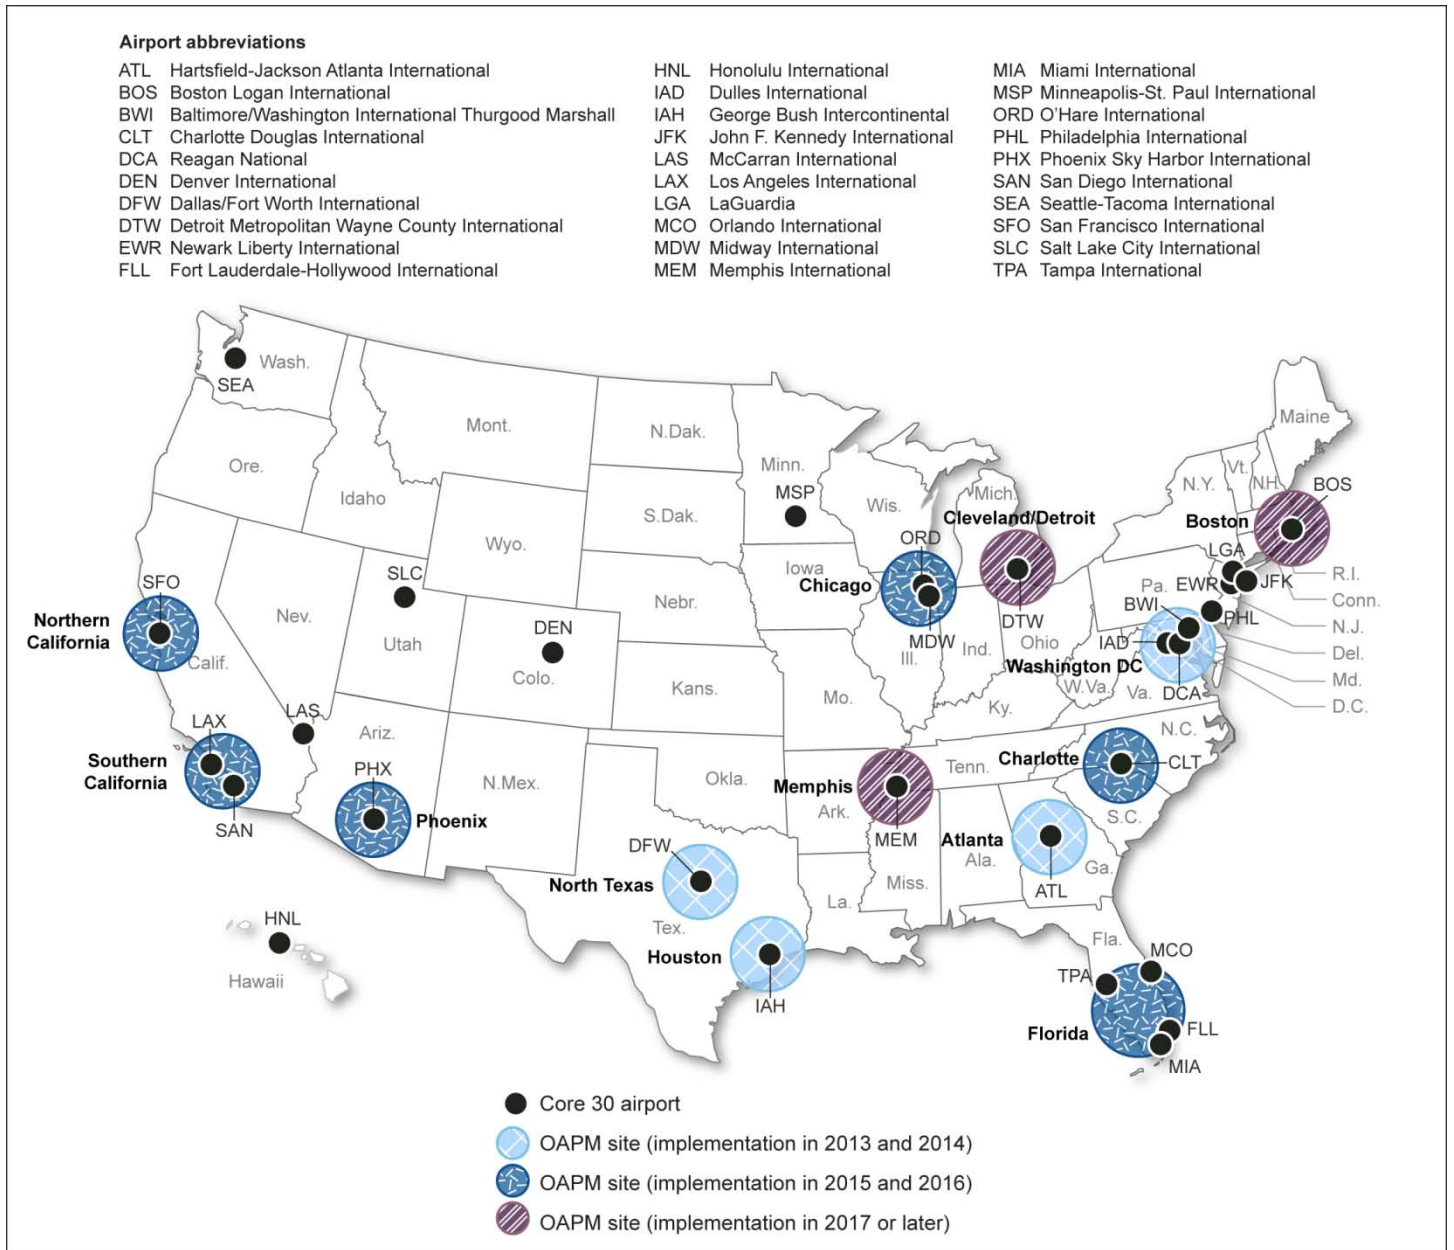 Airport abbreviations
ATL Hartsfield-Jackson Atlanta International
BOS Boston Logan International
BWI Baltimore/Washington International Thurgood Marshall
CLT Charlotte Douglas International
DCA Reagan National
DEN Denver International
DFW Dallas/Fort Worth International
DTW Detroit Metropolitan Wayne County International
EWR Newark Liberty International
FLL Fort Lauderdale-Hollywood International
HNL Honolulu International
IAD Dulles International
IAH George Bush Intercontinental
JFK John F. Kennedy International
LAS McCarran International
LAX Los Angeles International
LGA LaGuardia
MCO Orlando International
MDW Midway International
MEM Memphis International
MIA Miami International
MSP Minneapolis-St. Paul International
ORD O'Hare International
PHL Philadelphia International
PHX Phoenix Sky Harbor International
SAN San Diego International
SEA Seattle-Tacoma International
SFO San Francisco International
SLC Salt Lake City International
TPA Tampa International
Wash.
SEA
Mont.
N.Dak.
Minn.
MSP
Ore.
Idaho
S.Dak.
Wis.
Mich.
Cleveland/Detroit
N.Y.
Vt.
N.H.
Maine
BOS
Boston
Wyo.
ORD
Iowa
Chicago
MDW
DTW
LGA
EWR
JFK
Pa.
BWI
PHL
R.I.
Conn.
N.J.
Del.
Md.
D.C.
SFO
Northern
California
Calif.
Nev.
SLC
Utah
DEN
Colo.
Nebr.
Kans.
Mo.
Ill.
Ind.
Ohio
IAD
Washington DC
W.Va.
Va.
DCA
Ky.
LAX
LAS
Southern
California
SAN
Ariz.
PHX
Phoenix
N.Mex.
Okla.
Memphis
Ark.
MEM
Tenn.
N.C.
Charlotte
CLT
S.C.
DFW
North Texas
Tex.
Houston
IAH
La.
Miss.
Ala.
Atlanta
ATL
Ga.
HNL
Hawaii
Fla.
MCO
TPA
Florida
FLL
MIA
Core 30 airport
OAPM site (implementation in 2013 and 2014)
OAPM site (implementation in 2015 and 2016)
OAPM site (implementation in 2017 or later)